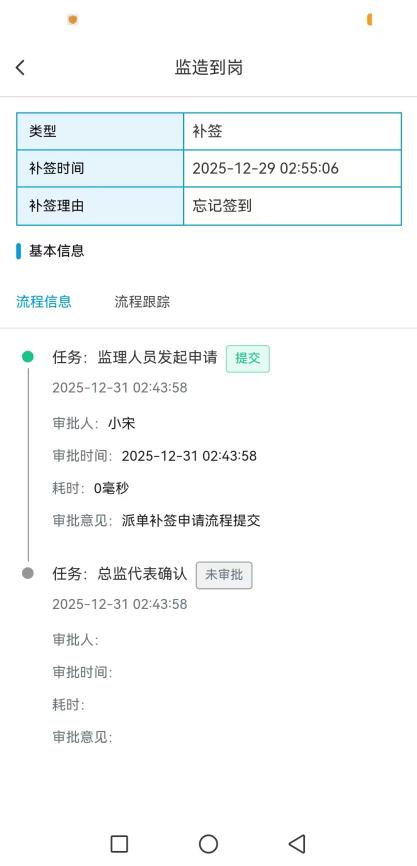 监造到岗
类型 补签
补签时间 2025-12-29 02:55:06
补签理由 忘记签到
基本信息
流程信息 流程跟踪
任务: 监理人员发起申请 提交
2025-12-31 02:43:58
审批人: 小宋
审批时间: 2025-12-31 02:43:58
耗时: 0毫秒
审批意见: 派单补签申请流程提交
任务: 总监代表确认 未审批
2025-12-31 02:43:58
审批人:
审批时间:
耗时:
审批意见: